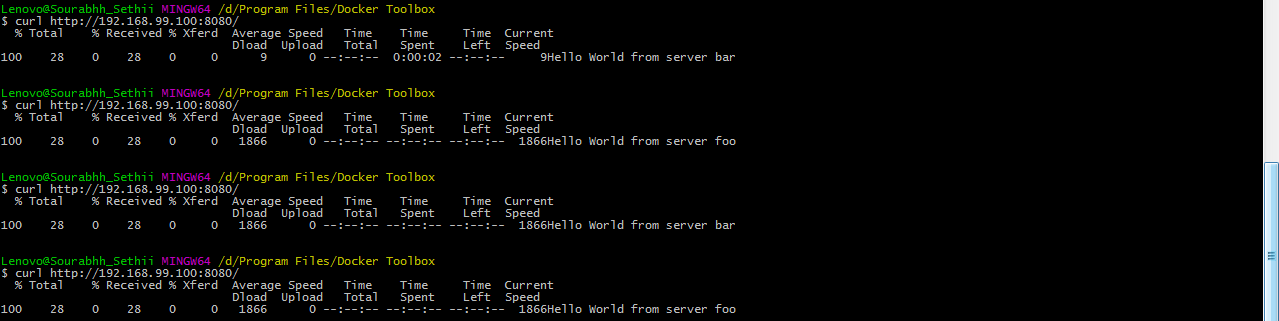 Lenovo@Sourabhh_Sethii MINGW64 /d/Program Files/Docker Toolbox
$ curl http://192.168.99.100:8080/
  % Total    % Received % Xferd  Average Speed   Time    Time     Time  Current
                                 Dload  Upload   Total   Spent    Left  Speed
100    28    0    28    0     0      9      0 --:--:--  0:00:02 --:--:--     9Hello World from server bar
Lenovo@Sourabhh_Sethii MINGW64 /d/Program Files/Docker Toolbox
$ curl http://192.168.99.100:8080/
  % Total    % Received % Xferd  Average Speed   Time    Time     Time  Current
                                 Dload  Upload   Total   Spent    Left  Speed
100    28    0    28    0     0   1866      0 --:--:-- --:--:-- --:--:--  1866Hello World from server foo
Lenovo@Sourabhh_Sethii MINGW64 /d/Program Files/Docker Toolbox
$ curl http://192.168.99.100:8080/
  % Total    % Received % Xferd  Average Speed   Time    Time     Time  Current
                                 Dload  Upload   Total   Spent    Left  Speed
100    28    0    28    0     0   1866      0 --:--:-- --:--:-- --:--:--  1866Hello World from server bar
Lenovo@Sourabhh_Sethii MINGW64 /d/Program Files/Docker Toolbox
$ curl http://192.168.99.100:8080/
  % Total    % Received % Xferd  Average Speed   Time    Time     Time  Current
                                 Dload  Upload   Total   Spent    Left  Speed
100    28    0    28    0     0   1866      0 --:--:-- --:--:-- --:--:--  1866Hello World from server foo